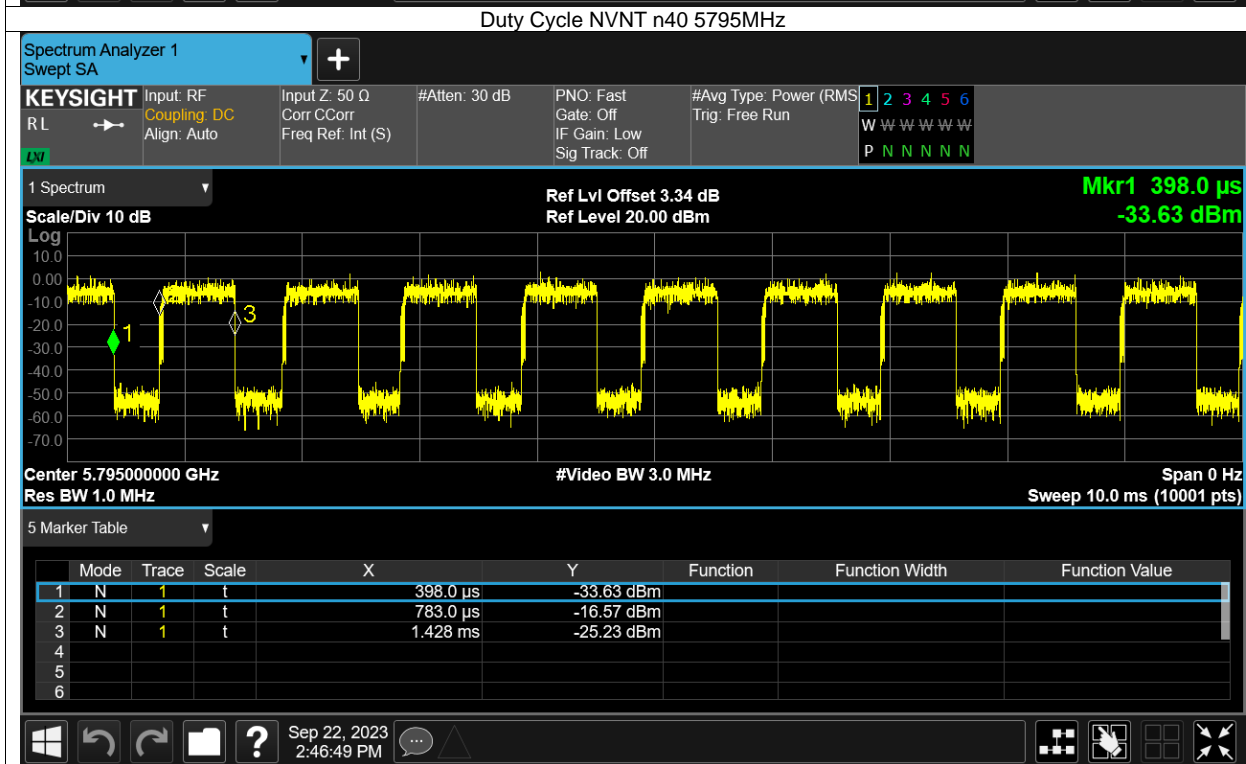 Duty Cycle NVNT n40 5795MHz
Spectrum Analyzer 1
Swept SA
KEYSIGHT
RL
LXI
Input: RF
Coupling: DC
Align: Auto
Input Z: 50 Ω
Corr CCorr
Freq Ref: Int (S)
#Atten: 30 dB
PNO: Fast
Gate: Off
IF Gain: Low
Sig Track: Off
#Avg Type: Power (RMS
Trig: Free Run
1 2 3 4 5 6
W W W W W W
P N N N N N
1 Spectrum
Scale/Div 10 dB
Ref Lvl Offset 3.34 dB
Ref Level 20.00 dBm
Mkr1 398.0 µs
-33.63 dBm
Log
10.0
0.00
-10.0
-20.0
-30.0
-40.0
-50.0
-60.0
-70.0
1
3
Center 5.795000000 GHz
#Video BW 3.0 MHz
Span 0 Hz
Res BW 1.0 MHz
Sweep 10.0 ms (10001 pts)
5 Marker Table
Mode Trace Scale X Y Function Function Width Function Value
1 N 1 t 398.0 µs -33.63 dBm
2 N 1 t 783.0 µs -16.57 dBm
3 N 1 t 1.428 ms -25.23 dBm
4
5
6
?
Sep 22, 2023
2:46:49 PM